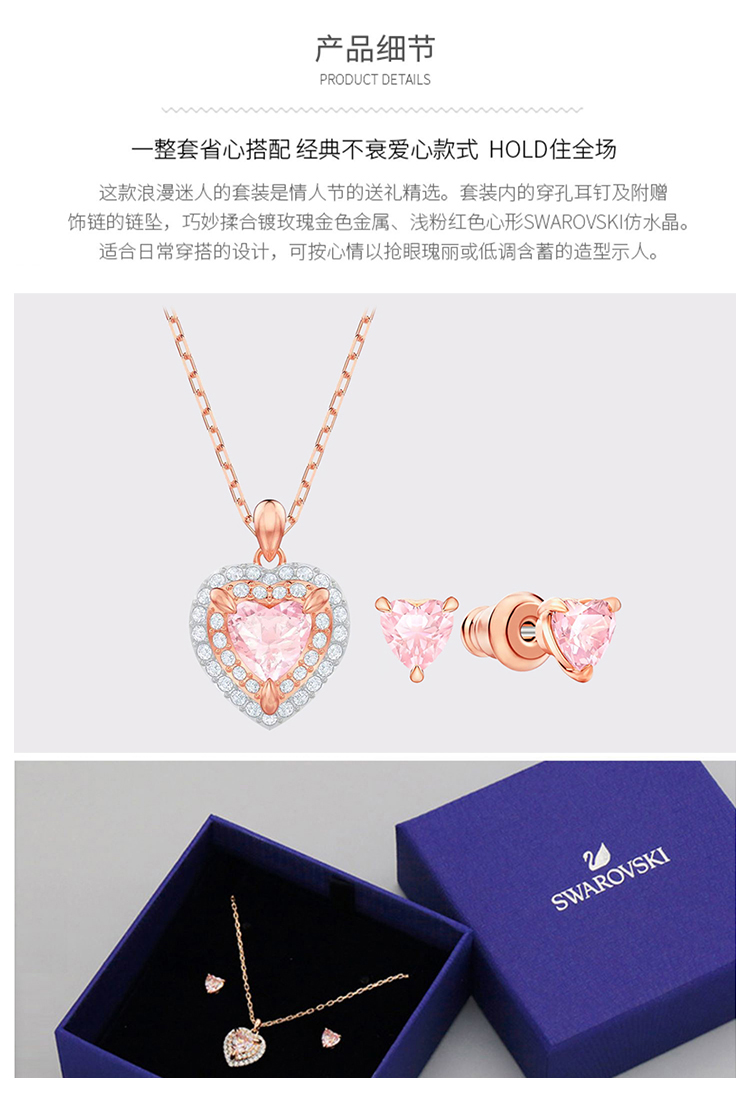 产品细节
PRODUCT DETAILS
一整套省心搭配 经典不衰爱心款式 HOLD住全场
这款浪漫迷人的套装是情人节的送礼精选。套装内的穿孔耳钉及附赠
饰链的链坠，巧妙揉合镀玫瑰金色金属、浅粉红色心形SWAROVSKI仿水晶。
适合日常穿搭的设计，可按心情以抢眼瑰丽或低调含蓄的造型示人。
SWAROVSKI